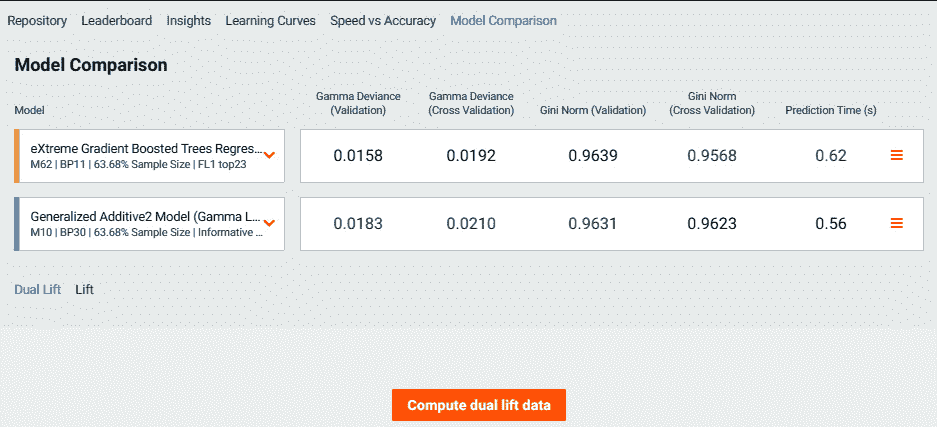 Repository Leaderboard Insights Learning Curves Speed vs Accuracy Model Comparison
Model Comparison
Model
Gamma Deviance
(Validation)
Gamma Deviance
(Cross Validation)
Gini Norm (Validation)
Gini Norm
(Cross Validation)
Prediction Time (s)
eXtreme Gradient Boosted Trees Regres...
M62 | BP11 | 63.68% Sample Size | FL1 top23
0.0158 0.0192 0.9639 0.9568 0.62
Generalized Additive2 Model (Gamma L...
M10 | BP30 | 63.68% Sample Size | Informative ...
0.0183 0.0210 0.9631 0.9623 0.56
Dual Lift Lift
Compute dual lift data